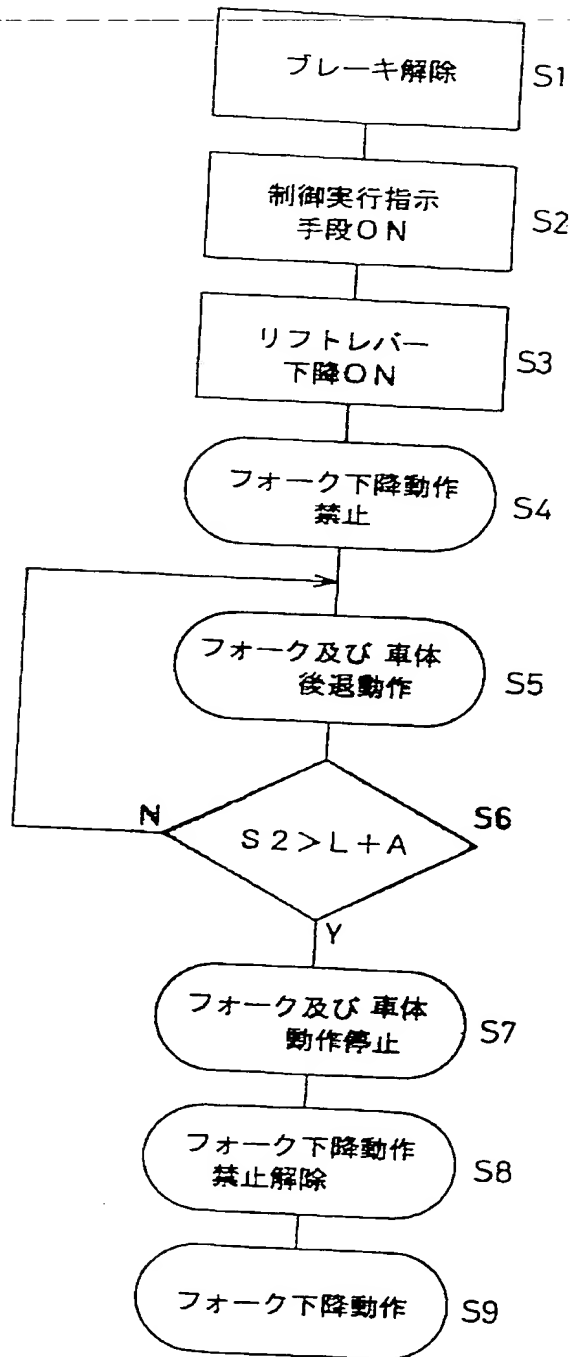 ブレーキ解除
S1
制御実行指示
手段ON
S2
リフトレバー
下降ON
S3
フォーク下降動作
禁止
S4
フォーク及び 車体
後退動作
S5
N
S2>L+A
S6
Y
フォーク及び 車体
動作停止
S7
フォーク下降動作
禁止解除
S8
フォーク下降動作
S9